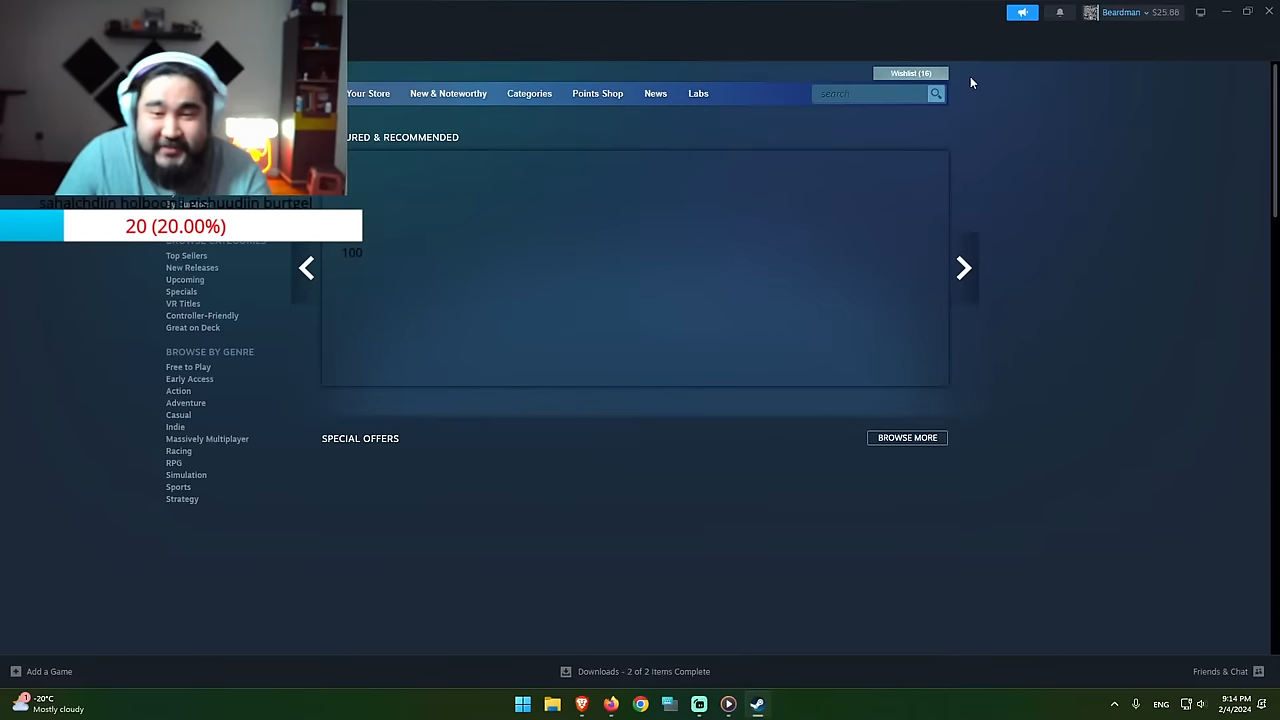 Beardman $25.88
Wishlist (16)
Your Store New & Noteworthy Categories Points Shop News Labs
search
URED & RECOMMENDED
20 (20.00%)
100
Top Sellers
New Releases
Upcoming
Specials
VR Titles
Controller-Friendly
Great on Deck
BROWSE BY GENRE
Free to Play
Early Access
Action
Adventure
Casual
Indie
Massively Multiplayer
Racing
RPG
Simulation
Sports
Strategy
SPECIAL OFFERS
BROWSE MORE
Add a Game
Downloads - 2 of 2 Items Complete
Friends & Chat
1
-20°C
Mostly cloudy
ENG
9:14 PM
2/4/2024